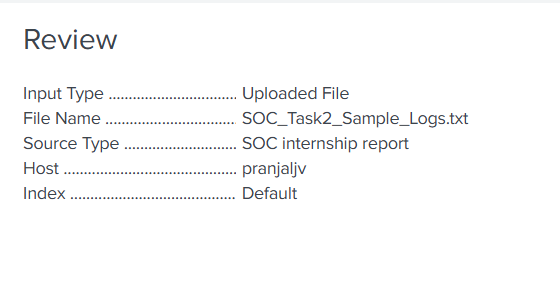 Review
Input Type ................................ Uploaded File
File Name ................................. SOC_Task2_Sample_Logs.txt
Source Type ............................ SOC internship report
Host ........................................... pranjaljv
Index ......................................... Default